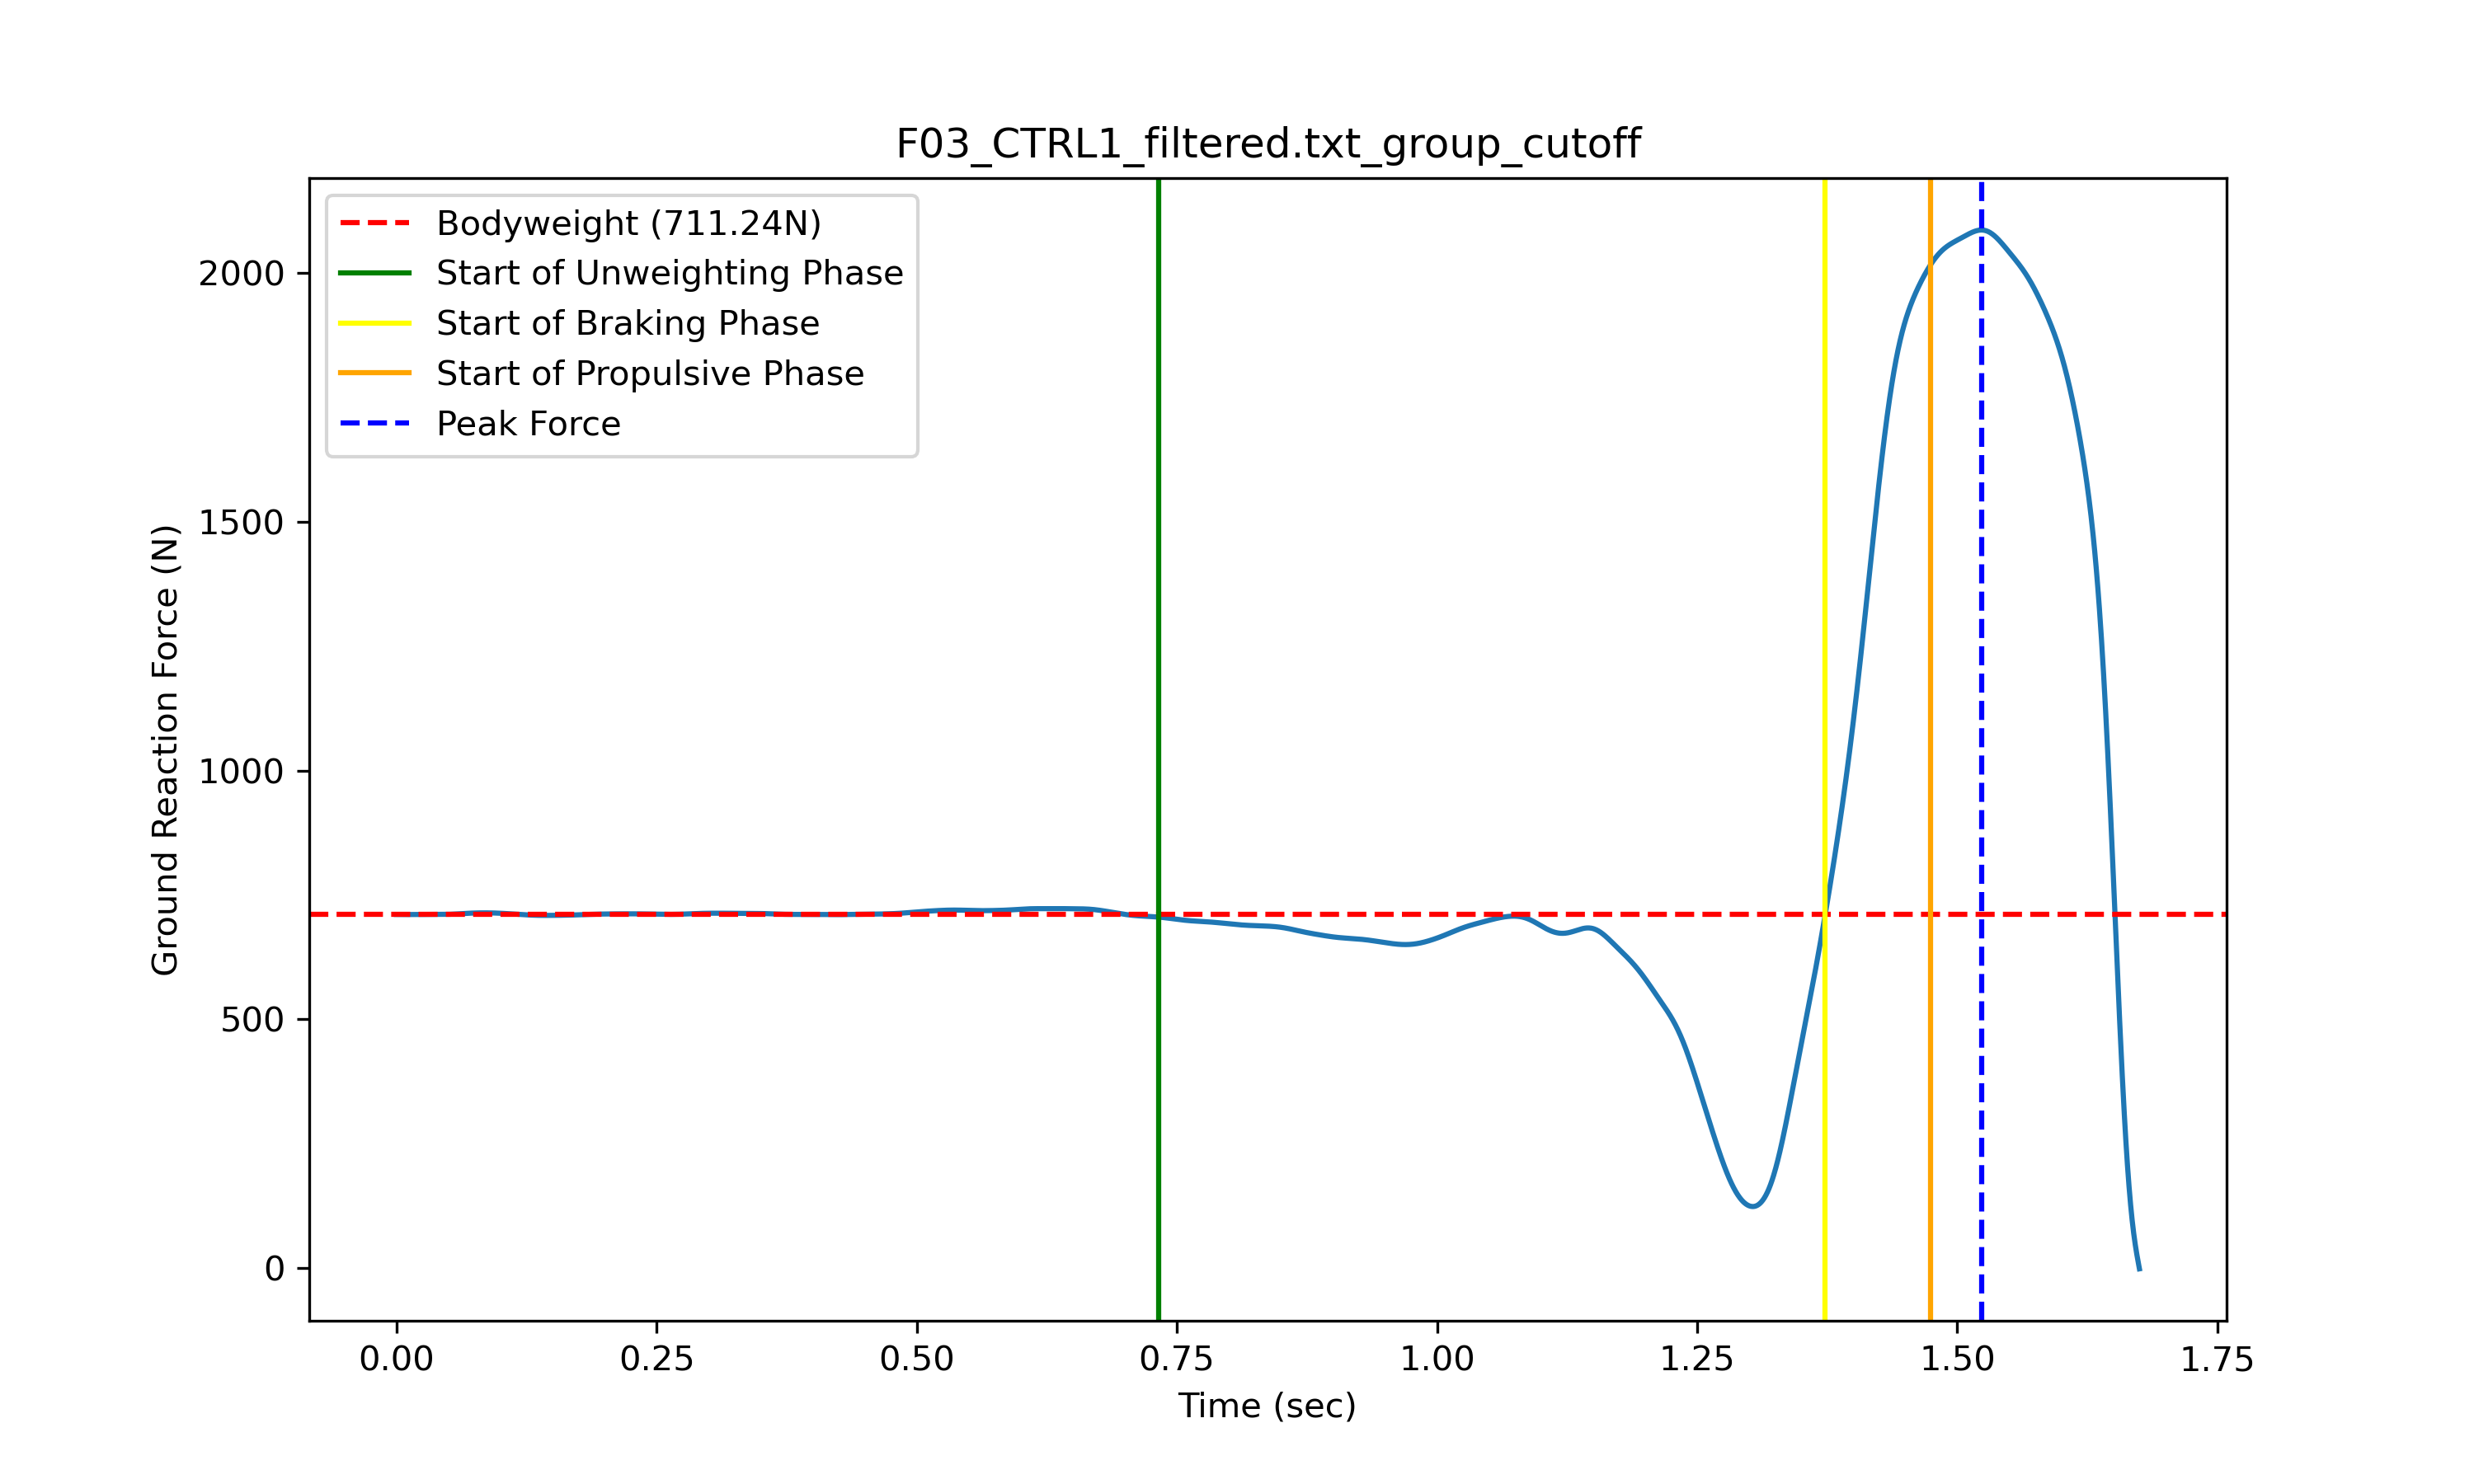 F03_CTRL1_filtered.txt_group_cutoff
Bodyweight (711.24N)
Start of Unweighting Phase
Start of Braking Phase
Start of Propulsive Phase
Peak Force
Ground Reaction Force (N)
2000
1500
1000
500
0
0.00 0.25 0.50 0.75 1.00 1.25 1.50 1.75
Time (sec)